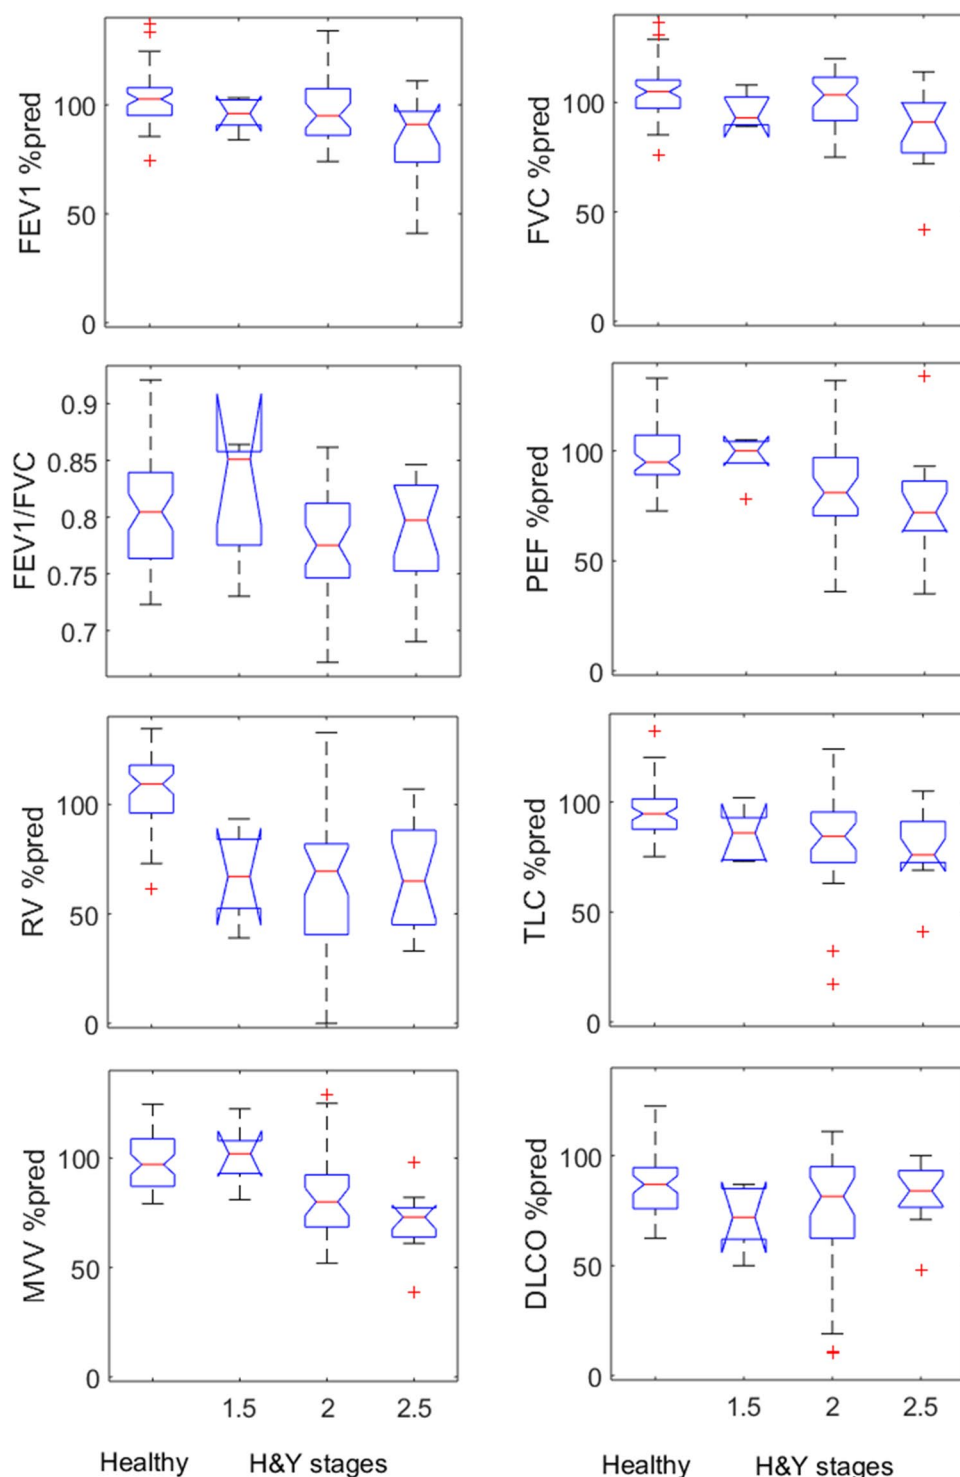 FEV1 %pred
100
50
0
FVC %pred
100
50
0
FEV1/FVC
0.9
0.85
0.8
0.75
0.7
PEF %pred
100
50
0
RV %pred
100
50
0
TLC %pred
100
50
0
MVV %pred
100
50
0
1.5 2 2.5
DLCO %pred
100
50
0
1.5 2 2.5
Healthy H&Y stages
Healthy H&Y stages